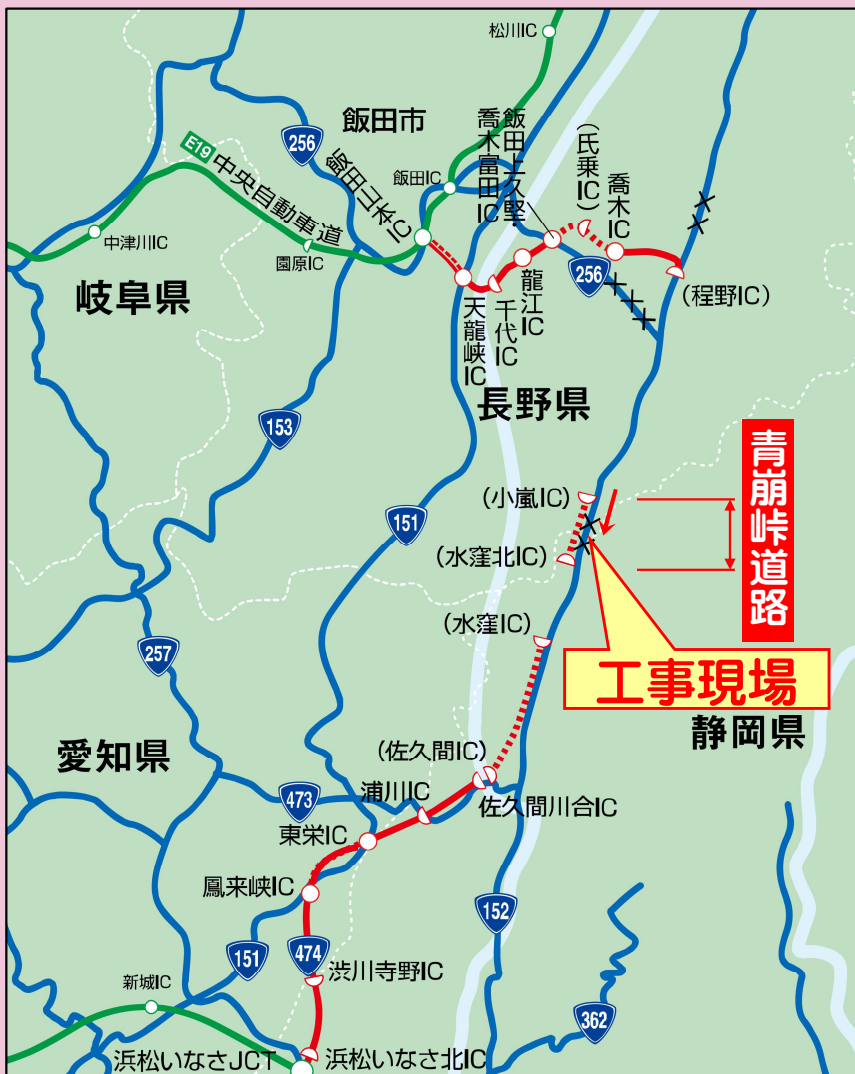 松川IC
飯田市
256
E19
中央自動車道
飯田山本IC
飯田IC
喬木富田IC
飯田上久堅・
(氏乗IC)
喬木IC
中津川IC
園原IC
岐阜県
256
(程野IC)
天龍峡IC
千代IC
龍江IC
長野県
153
151
(小嵐IC)
青崩峠道路
(水窪北IC)
(水窪IC)
257
工事現場
静岡県
愛知県
(佐久間IC)
473
浦川IC
佐久間川合IC
東栄IC
鳳来峡IC
152
151
474
渋川寺野IC
新城IC
362
浜松いなさJCT
浜松いなさ北IC